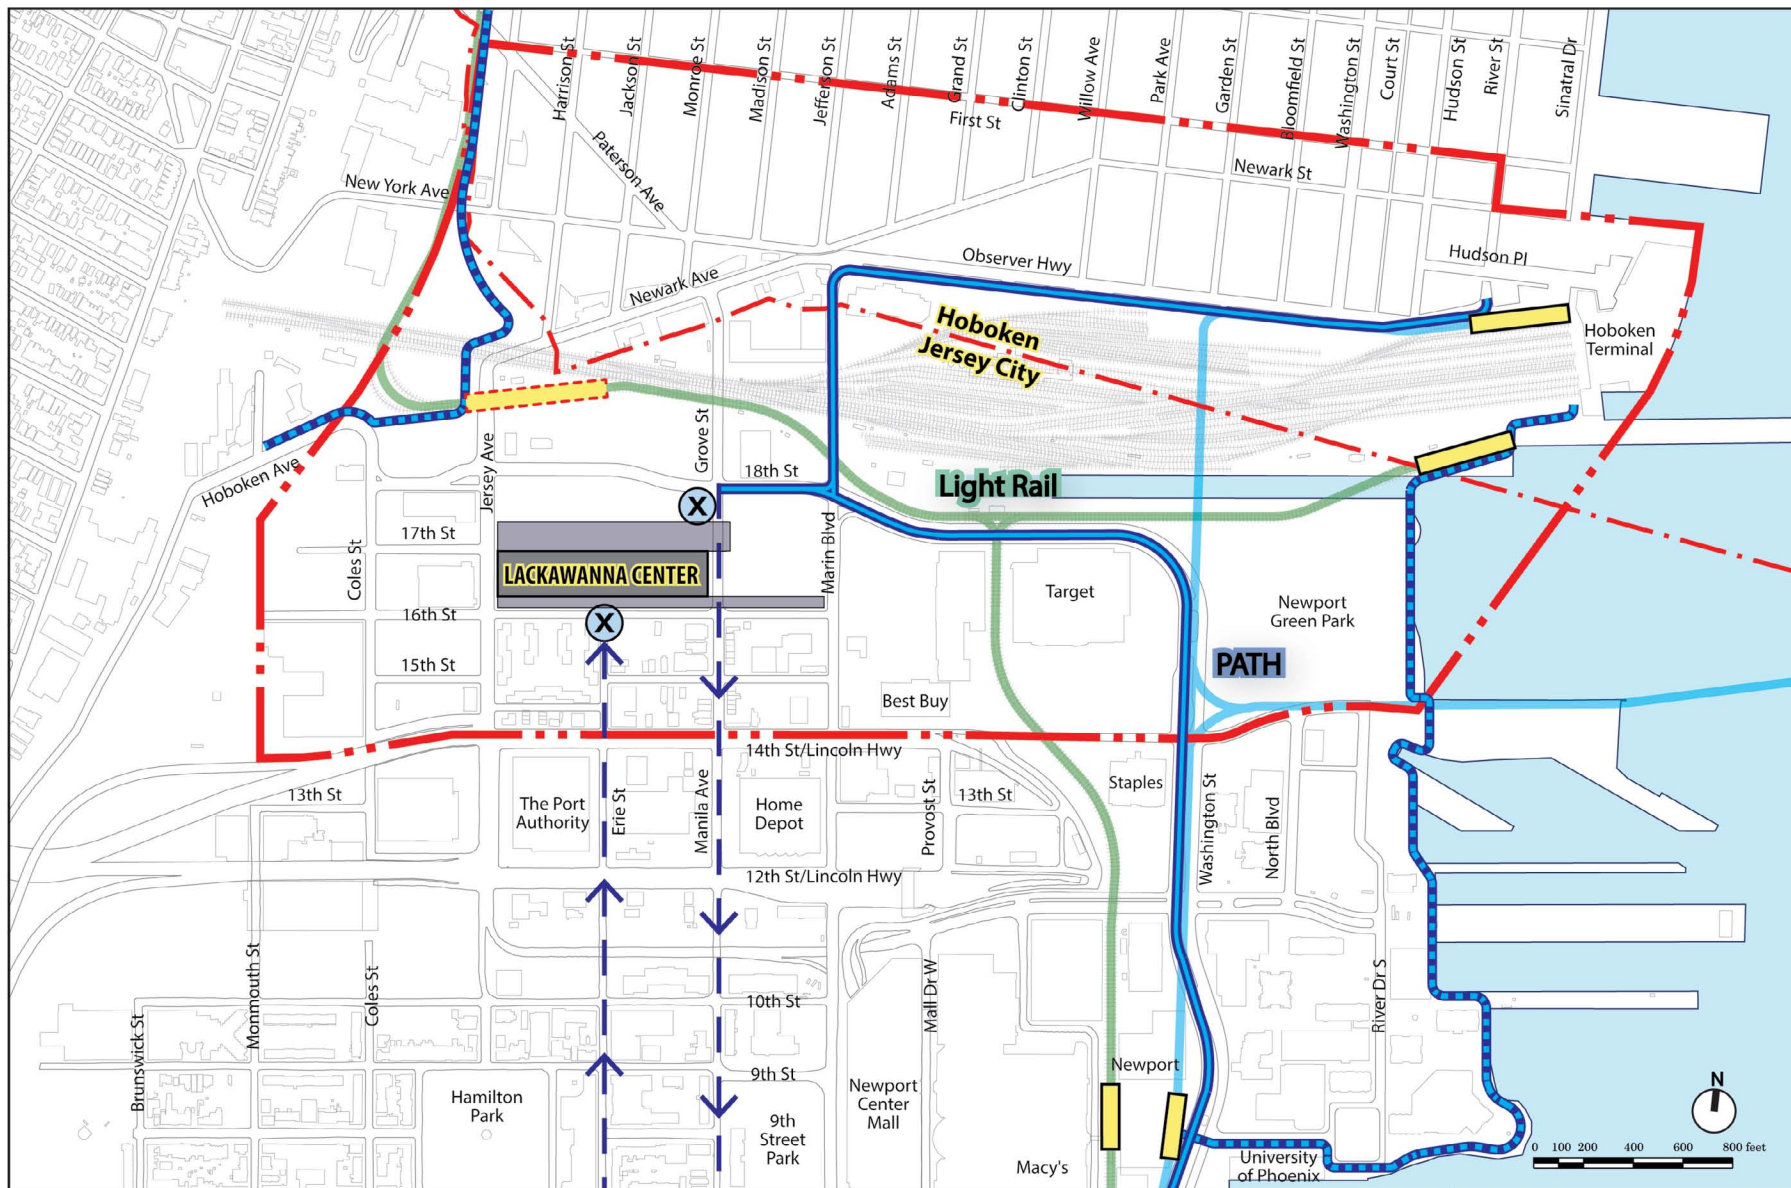 Harrison St
Jackson St
Monroe St
Madison St
Jefferson St
Adams St
Grand St
Clinton St
Willow Ave
Park Ave
Garden St
Bloomfield St
Washington St
Court St
Hudson St
River St
Sinatral Dr
First St
Paterson Ave
New York Ave
Newark St
Observer Hwy
Hudson Pl
Newark Ave
Hoboken
Jersey City
Hoboken
Terminal
Grove St
18th St
Jersey Ave
Hoboken Ave
Light Rail
X
17th St
Coles St
LACKAWANNA CENTER
Marin Blvd
Target
Newport
Green Park
16th St
X
15th St
PATH
Best Buy
14th St/Lincoln Hwy
13th St
The Port
Authority
Erie St
Manila Ave
Home
Depot
Provost St
13th St
Staples
Washington St
North Blvd
12th St/Lincoln Hwy
Monmouth St
Coles St
10th St
Mall Dr W
River Dr S
Brunswick St
9th St
Newport
Hamilton
Park
Newport
Center
Mall
9th
Street
Park
Macy's
University
of Phoenix
N
0 100 200 400 600 800 feet